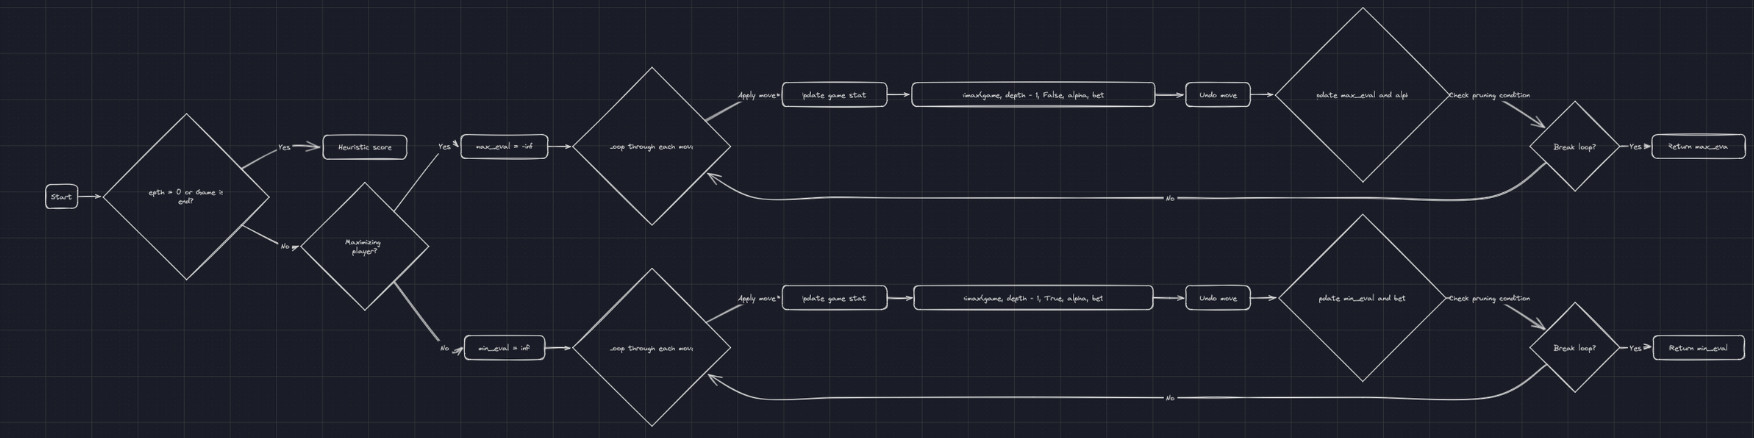 Start
epth = 0 or Game is
end?
Yes
Heuristic score
No
Maximizing
player?
Yes
max_eval = -inf
Loop through each mov
Apply move
pdate game stat
imax(game, depth - 1, False, alpha, bet
Undo move
pdate max_eval and alp
Check pruning condition
Break loop?
Yes
Return max_eva
No
No
min_eval = inf
Loop through each mov
Apply move
pdate game stat
imax(game, depth - 1, True, alpha, bet
Undo move
pdate min_eval and bet
Check pruning condition
Break loop?
Yes
Return min_eval
No